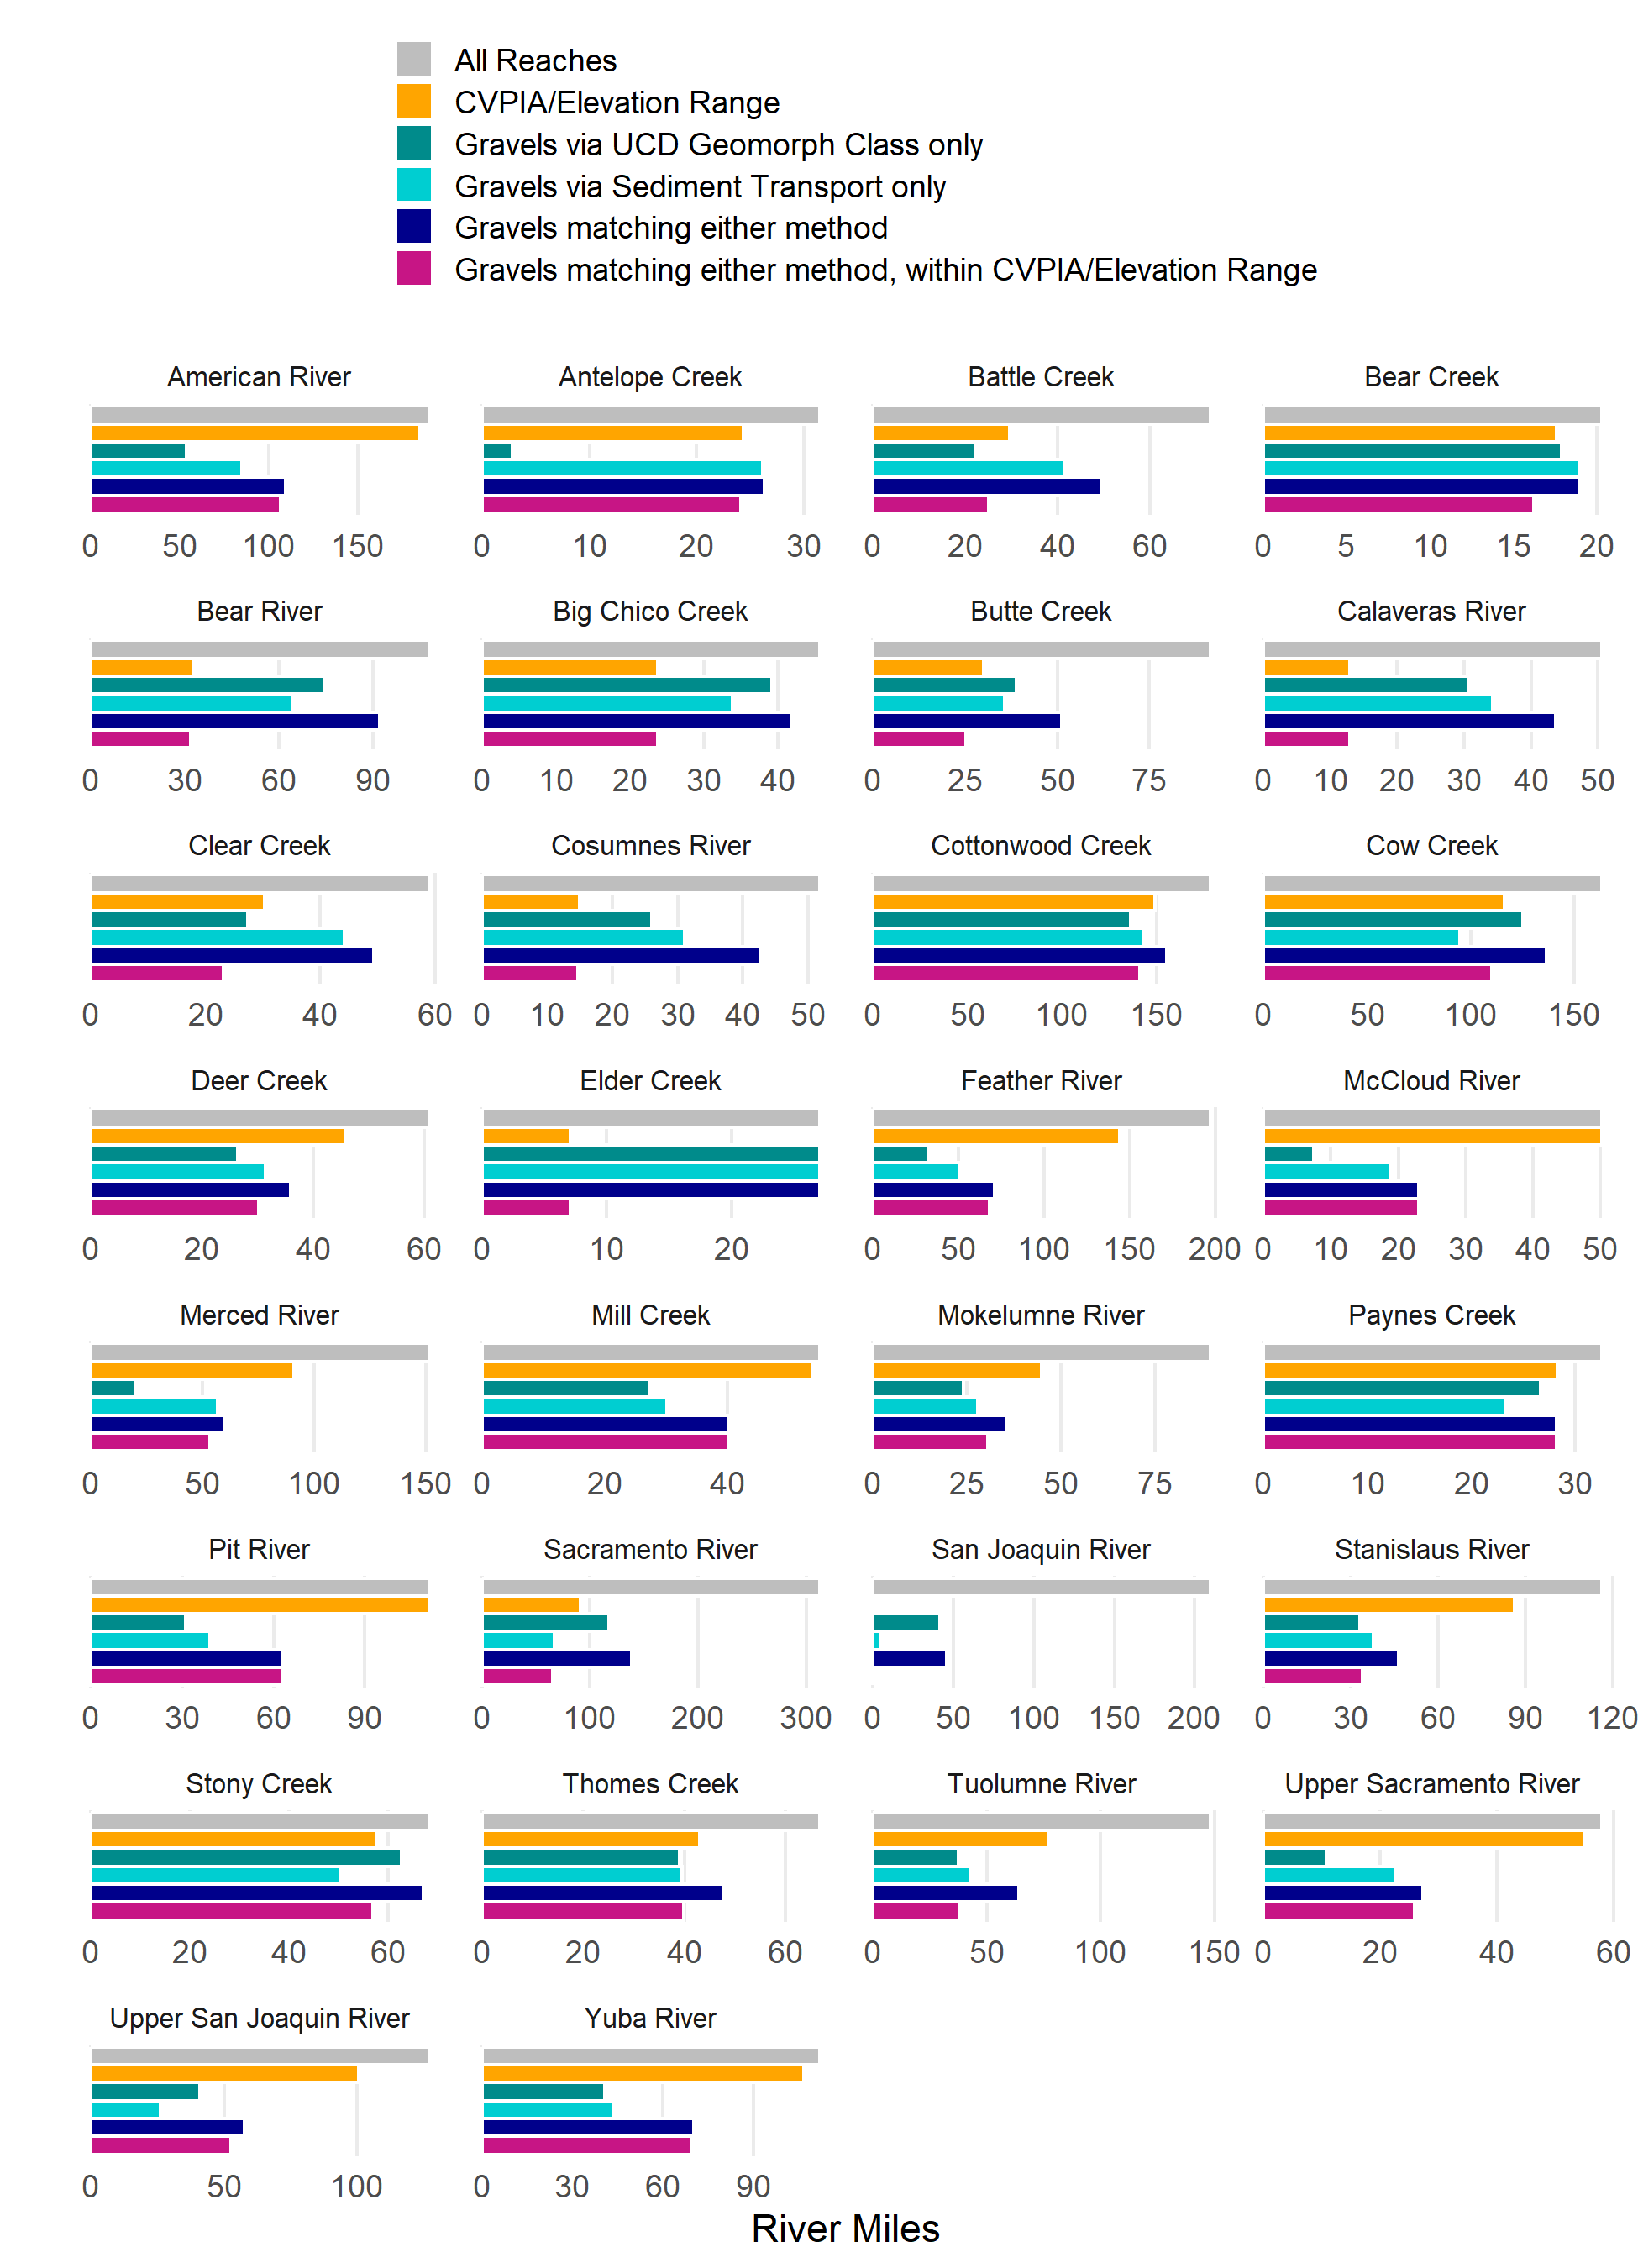 All Reaches
CVPIA/Elevation Range
Gravels via UCD Geomorph Class only
Gravels via Sediment Transport only
Gravels matching either method
Gravels matching either method, within CVPIA/Elevation Range
American River Antelope Creek Battle Creek Bear Creek
0 50 100 150 0 10 20 30 0 20 40 60 0 5 10 15 20
Bear River Big Chico Creek Butte Creek Calaveras River
0 30 60 90 0 10 20 30 40 0 25 50 75 0 10 20 30 40 50
Clear Creek Cosumnes River Cottonwood Creek Cow Creek
0 20 40 60 0 10 20 30 40 50 0 50 100 150 0 50 100 150
Deer Creek Elder Creek Feather River McCloud River
0 20 40 60 0 10 20 0 50 100 150 200 0 10 20 30 40 50
Merced River Mill Creek Mokelumne River Paynes Creek
0 50 100 150 0 20 40 0 25 50 75 0 10 20 30
Pit River Sacramento River San Joaquin River Stanislaus River
0 30 60 90 0 100 200 300 0 50 100 150 200 0 30 60 90 120
Stony Creek Thomes Creek Tuolumne River Upper Sacramento River
0 20 40 60 0 20 40 60 0 50 100 150 0 20 40 60
Upper San Joaquin River Yuba River
0 50 100 0 30 60 90
River Miles